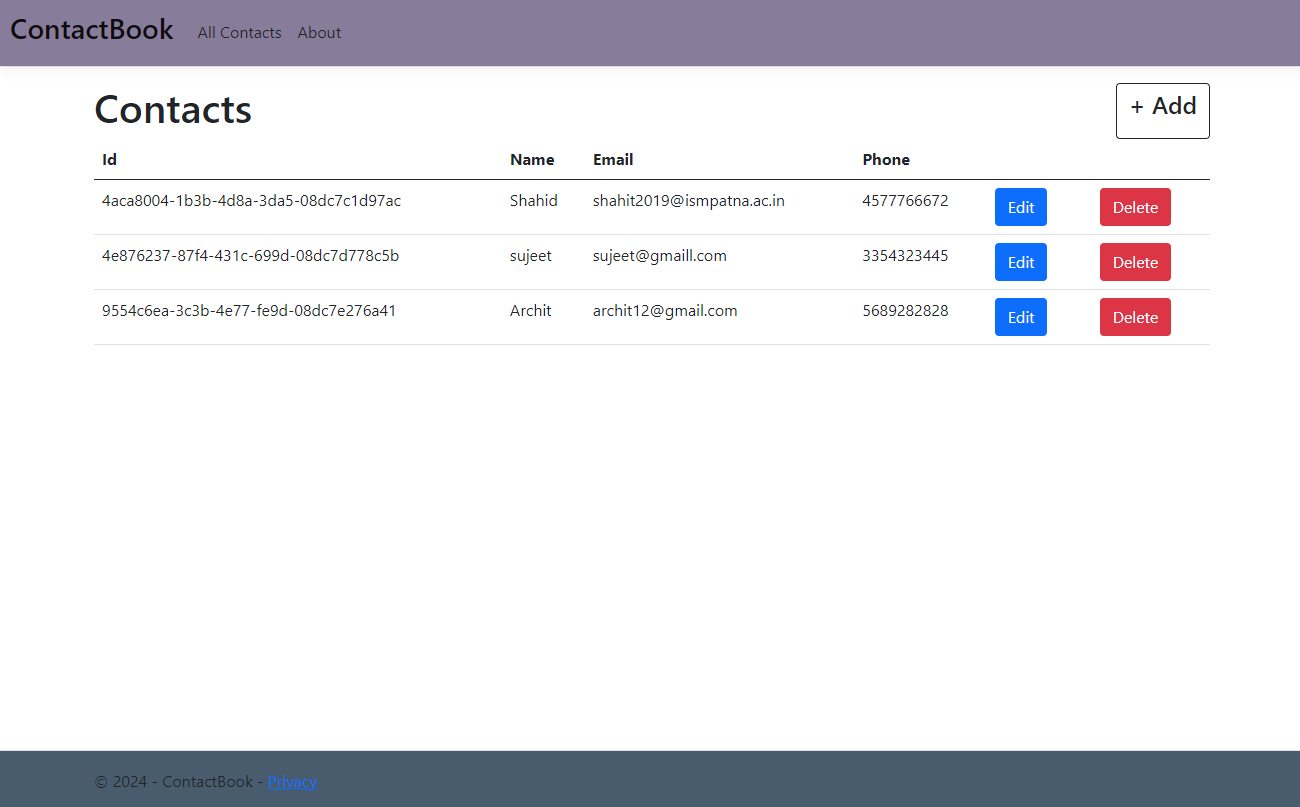 ContactBook All Contacts About
Contacts + Add
Id Name Email Phone
4aca8004-1b3b-4d8a-3da5-08dc7c1d97ac Shahid shahit2019@ismpatna.ac.in 4577766672 Edit Delete
4e876237-87f4-431c-699d-08dc7d778c5b sujeet sujeet@gmaill.com 3354323445 Edit Delete
9554c6ea-3c3b-4e77-fe9d-08dc7e276a41 Archit archit12@gmail.com 5689282828 Edit Delete
© 2024 - ContactBook - Privacy